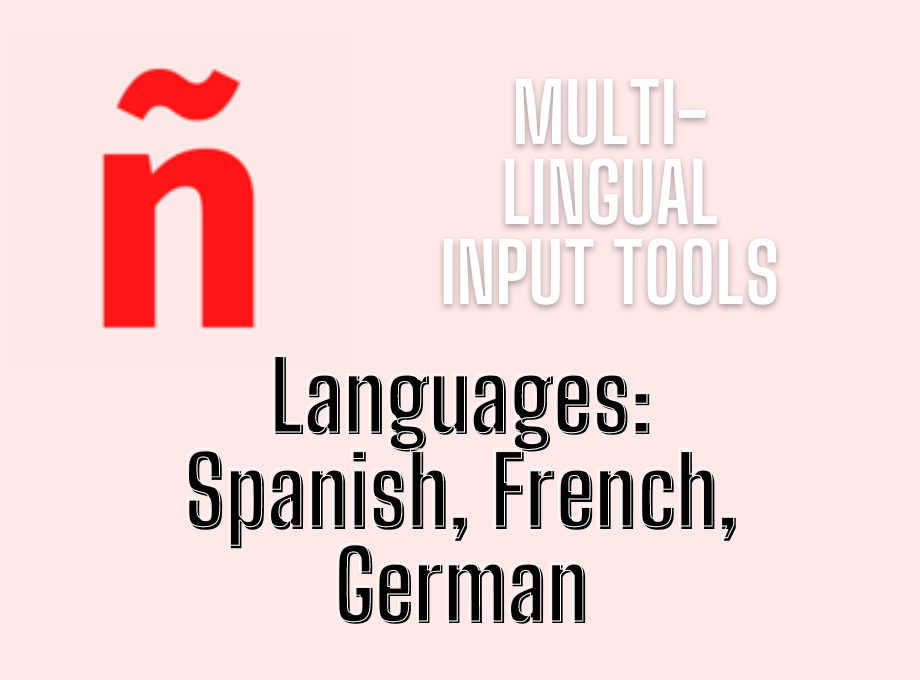 ñ
MULTI-
LINGUAL
INPUT TOOLS
Languages:
Spanish, French,
German